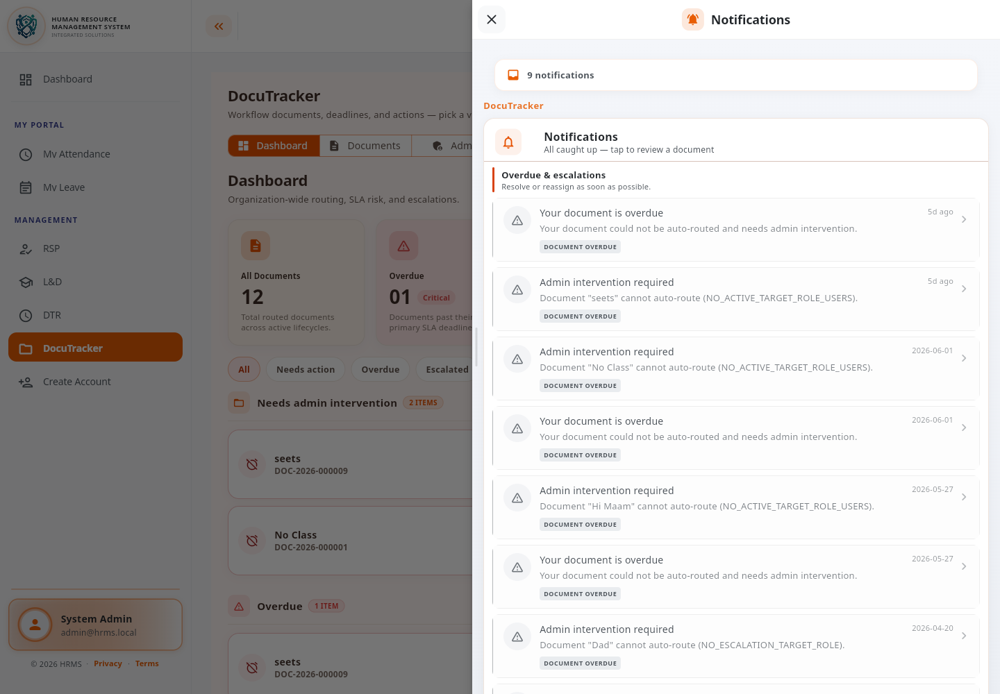 HUMAN RESOURCE
MANAGEMENT SYSTEM
INTEGRATED SOLUTIONS
Dashboard
MY PORTAL
My Attendance
My Leave
MANAGEMENT
RSP
L&D
DTR
DocuTracker
Create Account
System Admin
admin@hrms.local
© 2026 HRMS · Privacy · Terms
DocuTracker
Workflow documents, deadlines, and actions — pick a v
Dashboard
Documents
Adm
Dashboard
Organization-wide routing, SLA risk, and escalations.
All Documents
12
Total routed documents
across active lifecycles.
Overdue
01 Critical
Documents past their
primary SLA deadline
All
Needs action
Overdue
Escalated
Needs admin intervention 2 ITEMS
seets
DOC-2026-000009
No Class
DOC-2026-000001
Overdue 1 ITEM
seets
DOC-2026-000009
Notifications
9 notifications
DocuTracker
Notifications
All caught up — tap to review a document
Overdue & escalations
Resolve or reassign as soon as possible.
Your document is overdue 5d ago
Your document could not be auto-routed and needs admin intervention.
DOCUMENT OVERDUE
Admin intervention required 5d ago
Document "seets" cannot auto-route (NO_ACTIVE_TARGET_ROLE_USERS).
DOCUMENT OVERDUE
Admin intervention required 2026-06-01
Document "No Class" cannot auto-route (NO_ACTIVE_TARGET_ROLE_USERS).
DOCUMENT OVERDUE
Your document is overdue 2026-06-01
Your document could not be auto-routed and needs admin intervention.
DOCUMENT OVERDUE
Admin intervention required 2026-05-27
Document "Hi Maam" cannot auto-route (NO_ACTIVE_TARGET_ROLE_USERS).
DOCUMENT OVERDUE
Your document is overdue 2026-05-27
Your document could not be auto-routed and needs admin intervention.
DOCUMENT OVERDUE
Admin intervention required 2026-04-20
Document "Dad" cannot auto-route (NO_ESCALATION_TARGET_ROLE).
DOCUMENT OVERDUE